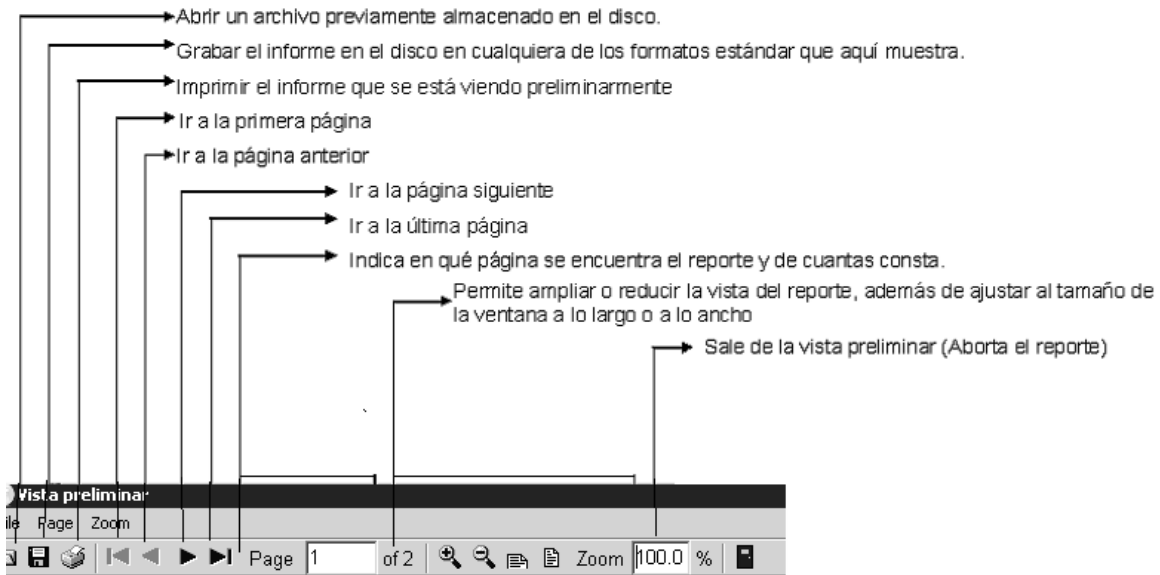 Abrir un archivo previamente almacenado en el disco.
Grabar el informe en el disco en cualquiera de los formatos estándar que aquí muestra.
Imprimir el informe que se está viendo preliminarmente
Ir a la primera página
Ir a la página anterior
Ir a la página siguiente
Ir a la última página
Indica en qué página se encuentra el reporte y de cuantas consta.
Permite ampliar o reducir la vista del reporte, además de ajustar al tamaño de
la ventana a lo largo o a lo ancho
Sale de la vista preliminar (Aborta el reporte)
Vista preliminar
ile Page Zoom
Page 1 of 2 Zoom 100.0 %